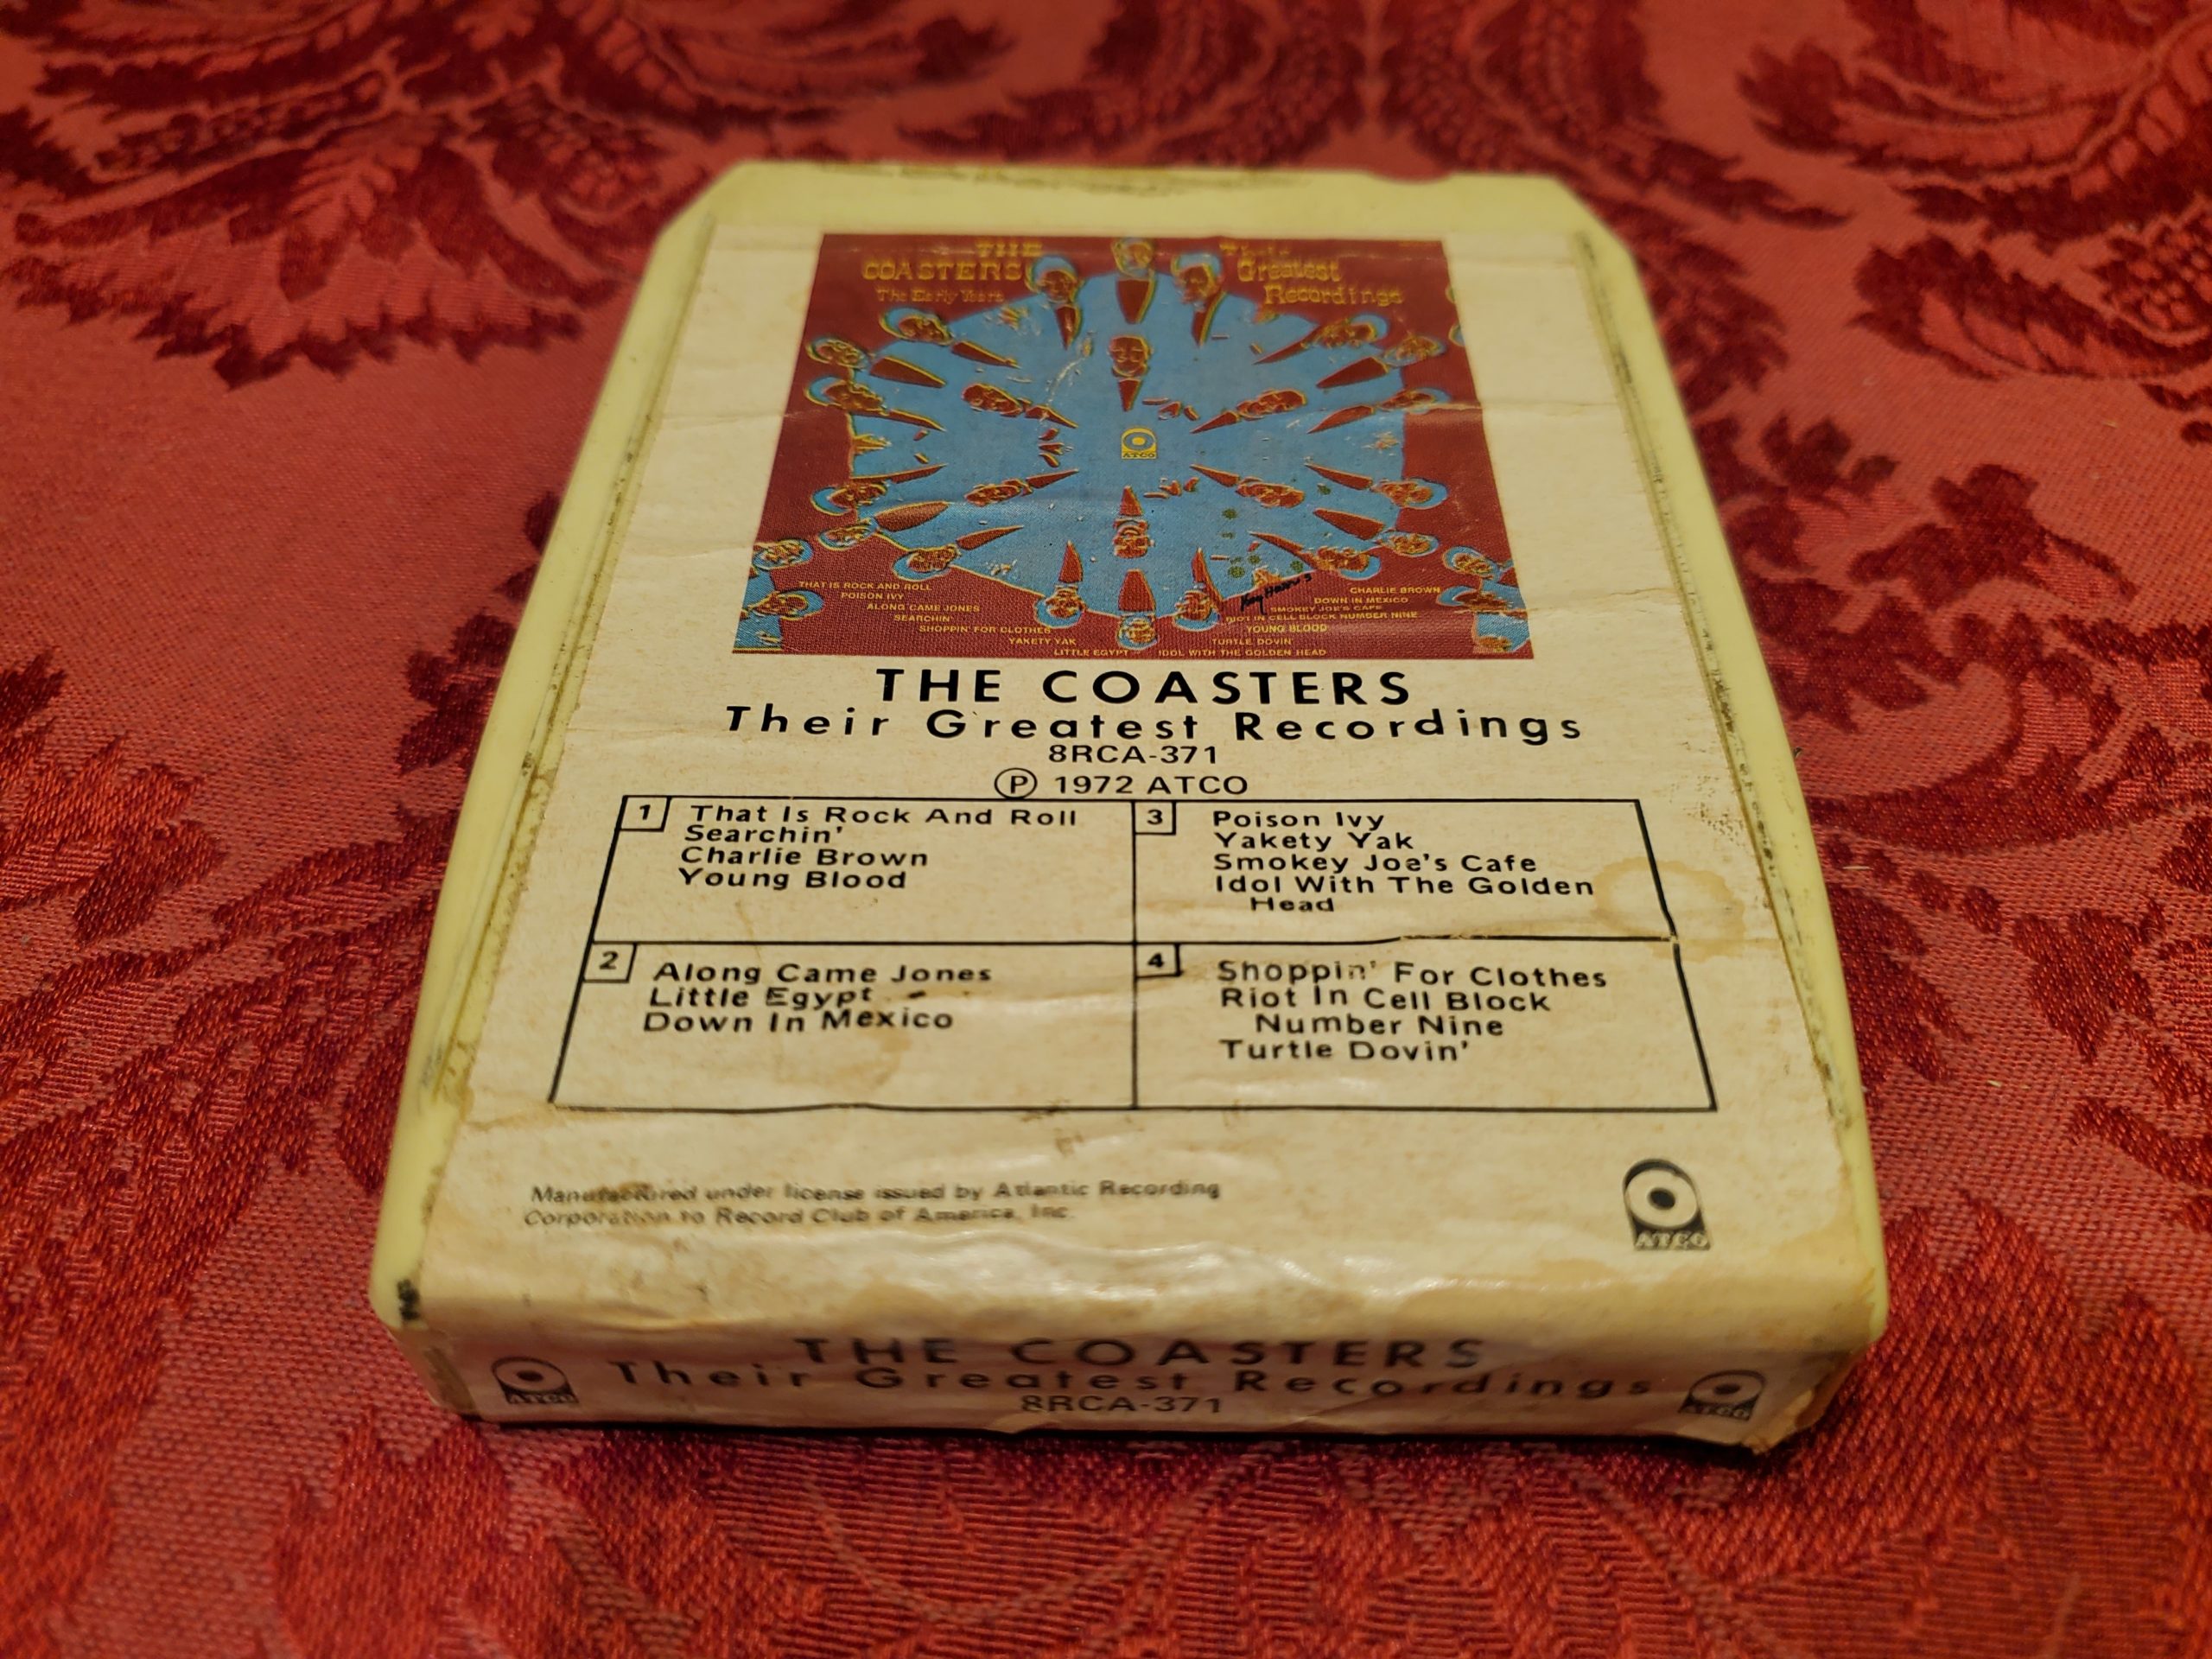 THE
COASTERS
The Early Years
Their
Greatest
Recordings
ATCO
THAT IS ROCK AND ROLL
POISON IVY
ALONG CAME JONES
SEARCHIN'
SHOPPIN' FOR CLOTHES
YAKETY YAK
LITTLE EGYPT
CHARLIE BROWN
DOWN IN MEXICO
SMOKEY JOE'S CAFE
RIOT IN CELL BLOCK NUMBER NINE
YOUNG BLOOD
TURTLE DOVIN'
IDOL WITH THE GOLDEN HEAD
THE COASTERS
Their Greatest Recordings
8RCA-371
Ⓟ 1972 ATCO
1 That Is Rock And Roll
Searchin'
Charlie Brown
Young Blood
2 Along Came Jones
Little Egypt
Down In Mexico
3 Poison Ivy
Yakety Yak
Smokey Joe's Cafe
Idol With The Golden
Head
4 Shoppin' For Clothes
Riot In Cell Block
Number Nine
Turtle Dovin'
Manufactured under license issued by Atlantic Recording
Corporation to Record Club of America, Inc.
ATCO
THE COASTERS
Their Greatest Recordings
8RCA-371
ATCO
ATCO